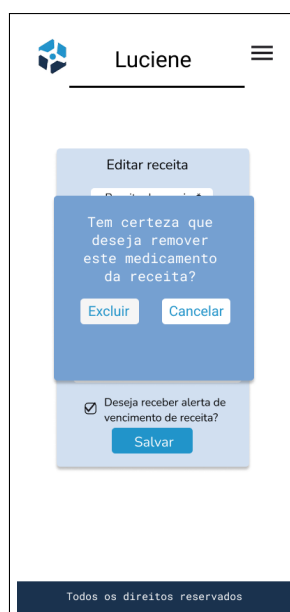 Luciene
Editar receita
Tem certeza que
deseja remover
este medicamento
da receita?
Excluir
Cancelar
Deseja receber alerta de
vencimento de receita?
Salvar
Todos os direitos reservados